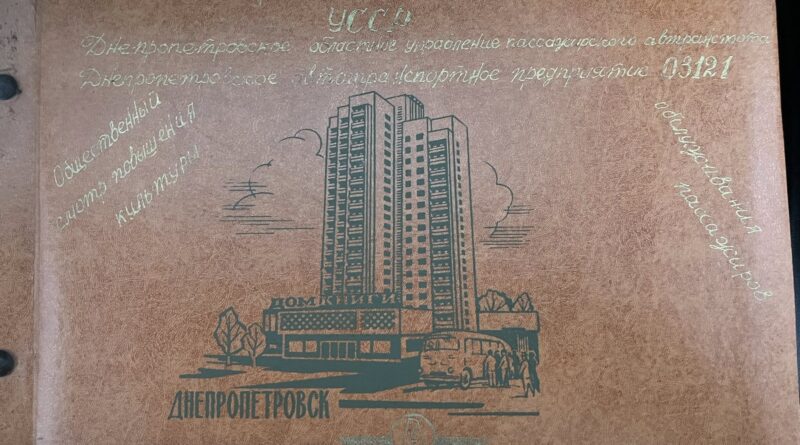 УССР
Днепропетровское областное управление пассажирского автотранспорта
Днепропетровское автотранспортное предприятие 03121
Общественный
смотр повышения
культуры
обслуживания
пассажиров
ДОМ КНИГИ
ДНЕПРОПЕТРОВСК